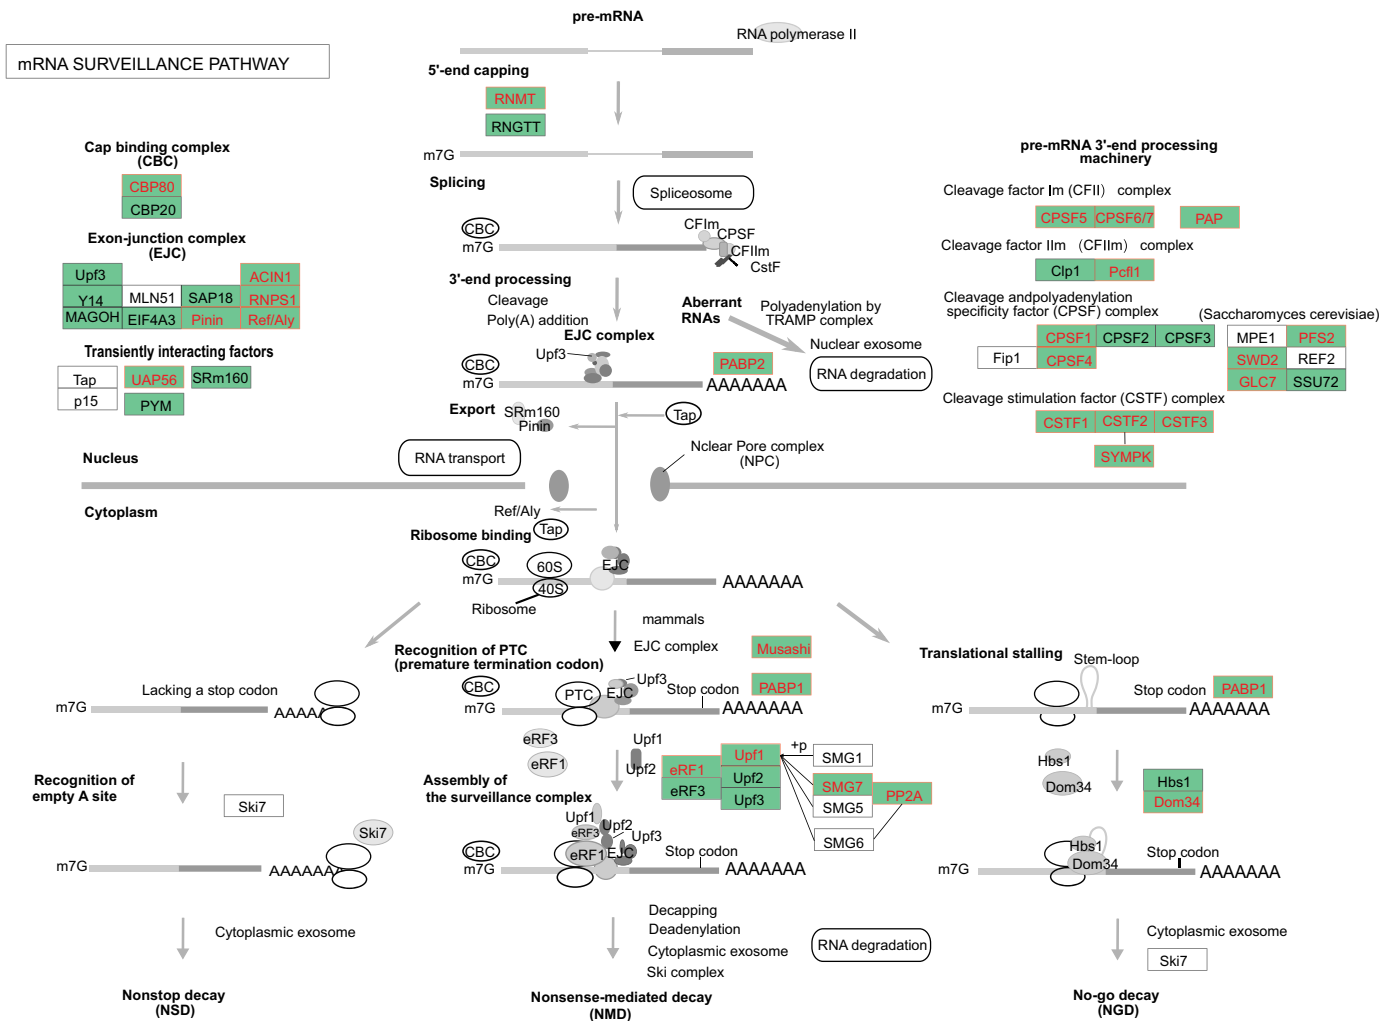 pre-mRNA
RNA polymerase II
mRNA SURVEILLANCE PATHWAY
5'-end capping
RNMT
RNGTT
m7G
Cap binding complex
(CBC)
CBP80
CBP20
Exon-junction complex
(EJC)
Upf3
ACIN1
Y14
MLN51
SAP18
RNPS1
MAGOH
EIF4A3
Pinin
Ref/Aly
Transiently interacting factors
Tap
UAP56
SRm160
p15
PYM
Splicing
Spliceosome
CBC
m7G
CFIm
CPSF
CFIIm
CstF
3'-end processing
Cleavage
Poly(A) addition
Aberrant
RNAs
Polyadenylation by
TRAMP complex
Nuclear exosome
RNA degradation
EJC complex
Upf3
CBC
m7G
PABP2
AAAAAAA
Export
SRm160
Pinin
Tap
RNA transport
Nclear Pore complex
(NPC)
pre-mRNA 3'-end processing
machinery
Cleavage factor Im (CFII) complex
CPSF5
CPSF6/7
PAP
Cleavage factor IIm (CFIIm) complex
Clp1
Pcfl1
Cleavage andpolyadenylation
specificity factor (CPSF) complex
(Saccharomyces cerevisiae)
CPSF1
CPSF2
CPSF3
MPE1
PFS2
Fip1
CPSF4
SWD2
REF2
GLC7
SSU72
Cleavage stimulation factor (CSTF) complex
CSTF1
CSTF2
CSTF3
SYMPK
Nucleus
Cytoplasm
Ref/Aly
Tap
Ribosome binding
CBC
m7G
60S
40S
EJC
AAAAAAA
Ribosome
mammals
EJC complex
Musashi
Recognition of PTC
(premature termination codon)
CBC
m7G
PTC
EJC
Upf3
Stop codon
PABP1
AAAAAAA
Lacking a stop codon
m7G
AAAAA
Translational stalling
Stem-loop
Stop codon
PABP1
m7G
AAAAAAA
eRF3
eRF1
Upf1
Upf2
eRF1
eRF3
Upf1
Upf2
Upf3
+p
SMG1
SMG7
SMG5
PP2A
SMG6
Recognition of
empty A site
Ski7
Ski7
m7G
AAAAAA
Assembly of
the surveillance complex
Upf1
eRF3
Upf2
Upf3
eRF1
EJC
CBC
m7G
Stop codon
AAAAAAA
Hbs1
Dom34
Hbs1
Dom34
Hbs1
Dom34
Stop codon
m7G
AAAAAAA
Cytoplasmic exosome
Nonstop decay
(NSD)
Decapping
Deadenylation
Cytoplasmic exosome
Ski complex
RNA degradation
Nonsense-mediated decay
(NMD)
Cytoplasmic exosome
Ski7
No-go decay
(NGD)